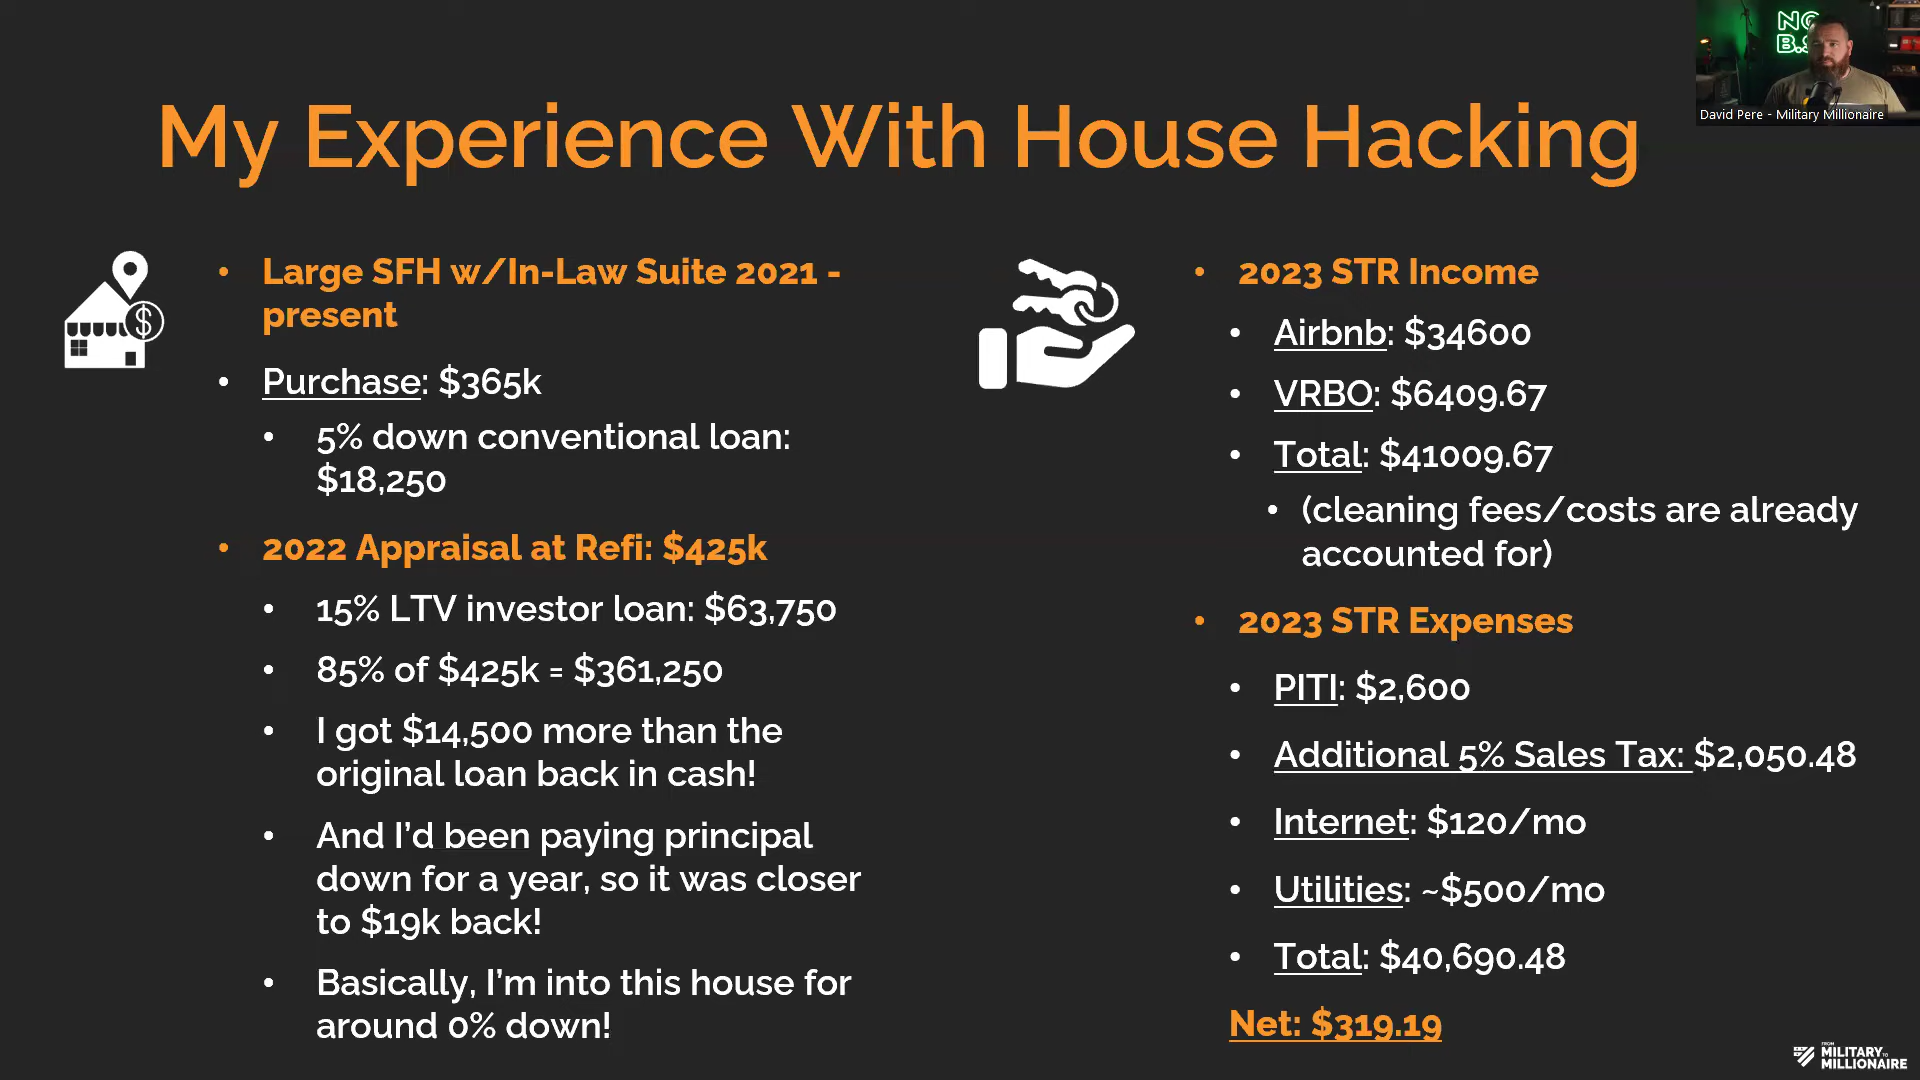 My Experience With House Hacking
NO
B.S
David Pere - Military Millionaire
• Large SFH w/In-Law Suite 2021 -
present
• Purchase: $365k
• 5% down conventional loan:
$18,250
• 2022 Appraisal at Refi: $425k
• 15% LTV investor loan: $63,750
• 85% of $425k = $361,250
• I got $14,500 more than the
original loan back in cash!
• And I'd been paying principal
down for a year, so it was closer
to $19k back!
• Basically, I'm into this house for
around 0% down!
• 2023 STR Income
• Airbnb: $34600
• VRBO: $6409.67
• Total: $41009.67
• (cleaning fees/costs are already
accounted for)
• 2023 STR Expenses
• PITI: $2,600
• Additional 5% Sales Tax: $2,050.48
• Internet: $120/mo
• Utilities: ~$500/mo
• Total: $40,690.48
Net: $319.19
FROM
MILITARY TO
MILLIONAIRE